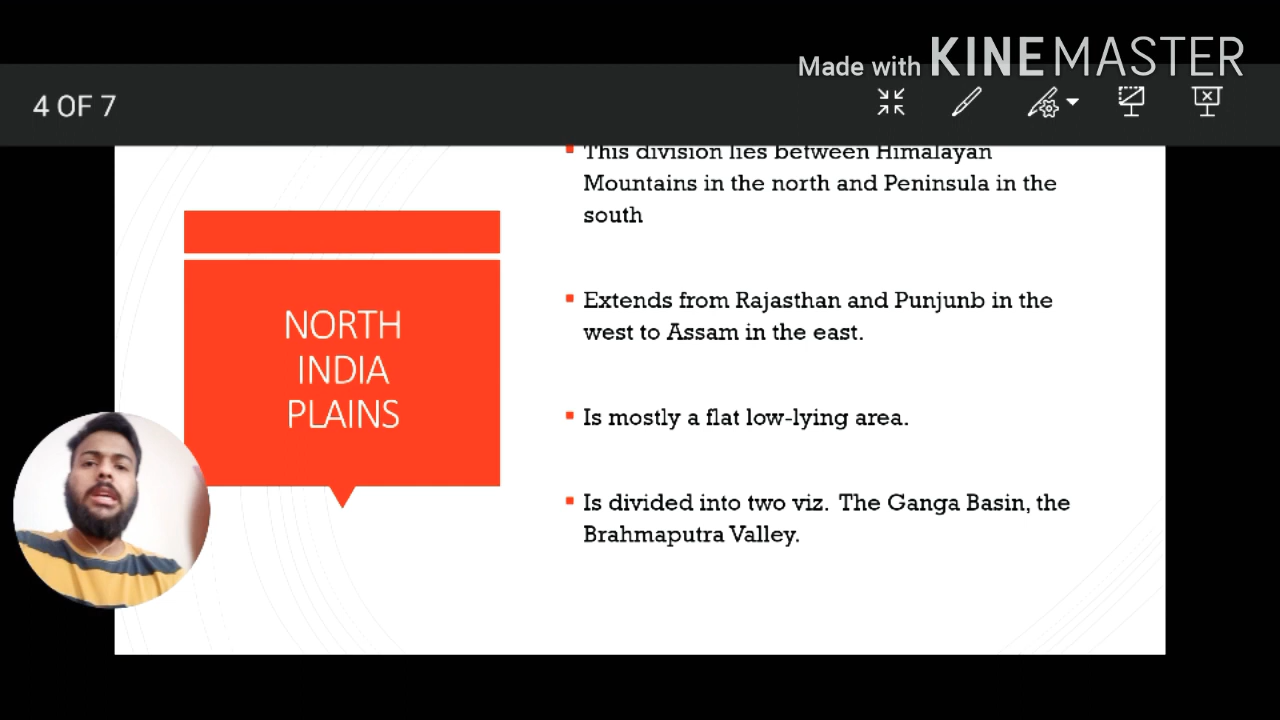 Made with KINEMASTER
4 OF 7
This division lies between Himalayan
Mountains in the north and Peninsula in the
south
NORTH
INDIA
PLAINS
Extends from Rajasthan and Punjunb in the
west to Assam in the east.
Is mostly a flat low-lying area.
Is divided into two viz. The Ganga Basin, the
Brahmaputra Valley.